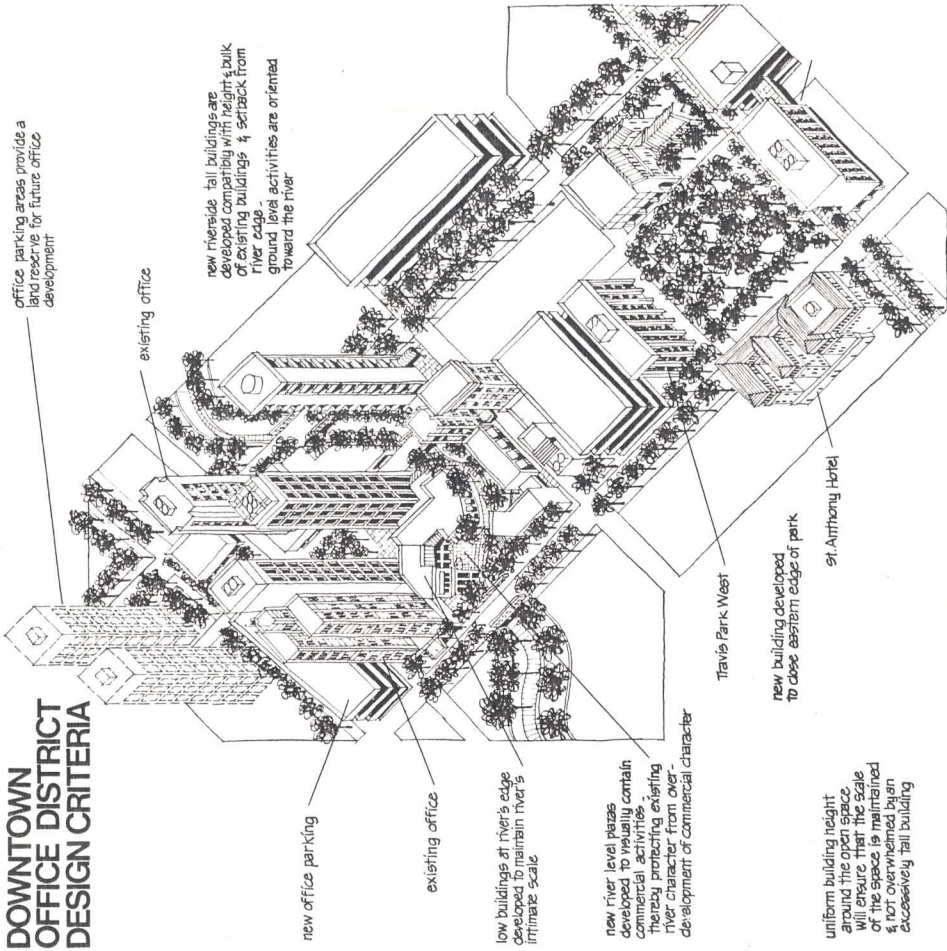 DOWNTOWN
OFFICE DISTRICT
DESIGN CRITERIA
office parking areas provide a
land reserve for future office
development
existing office
new riverside tall buildings are
developed compatibly with height & bulk
of existing buildings & setback from
river edge -
ground level activities are oriented
toward the river
new office parking
existing office
low buildings at river's edge
developed to maintain river's
intimate scale
new river level plazas
developed to visually contain
commercial activities -
thereby protecting existing
river character from over-
development of commercial character
Travis Park West
new building developed
to close eastern edge of park
St. Anthony Hotel
uniform building height
around the open space
will ensure that the scale
of the space is maintained
& not overwhelmed by an
excessively tall building